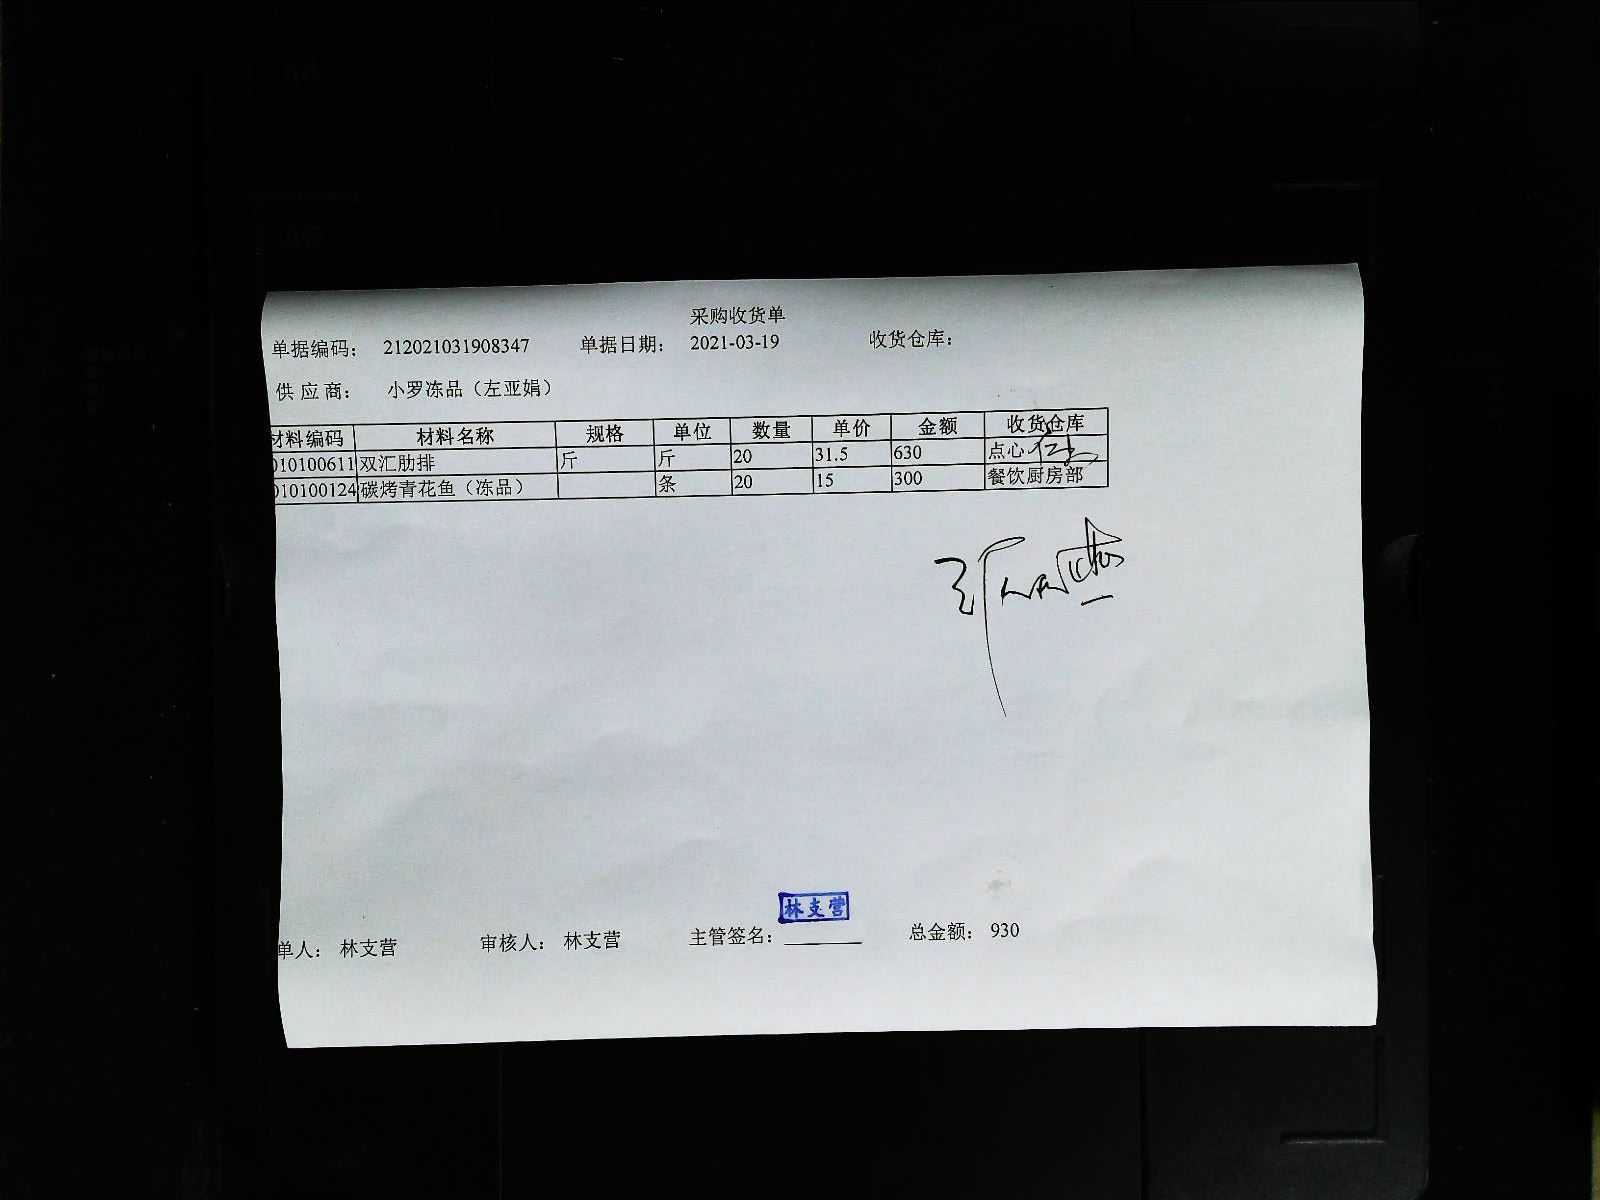 采购收货单
单据编码： 212021031908347 单据日期： 2021-03-19 收货仓库：
供应商： 小罗冻品（左亚娟）
材料编码 材料名称 规格 单位 数量 单价 金额 收货仓库
010100611 双汇肋排 斤 斤 20 31.5 630 点心
010100124 碳烤青花鱼（冻品） 条 20 15 300 餐饮厨房部
林支营
单人： 林支营 审核人： 林支营 主管签名： 总金额： 930